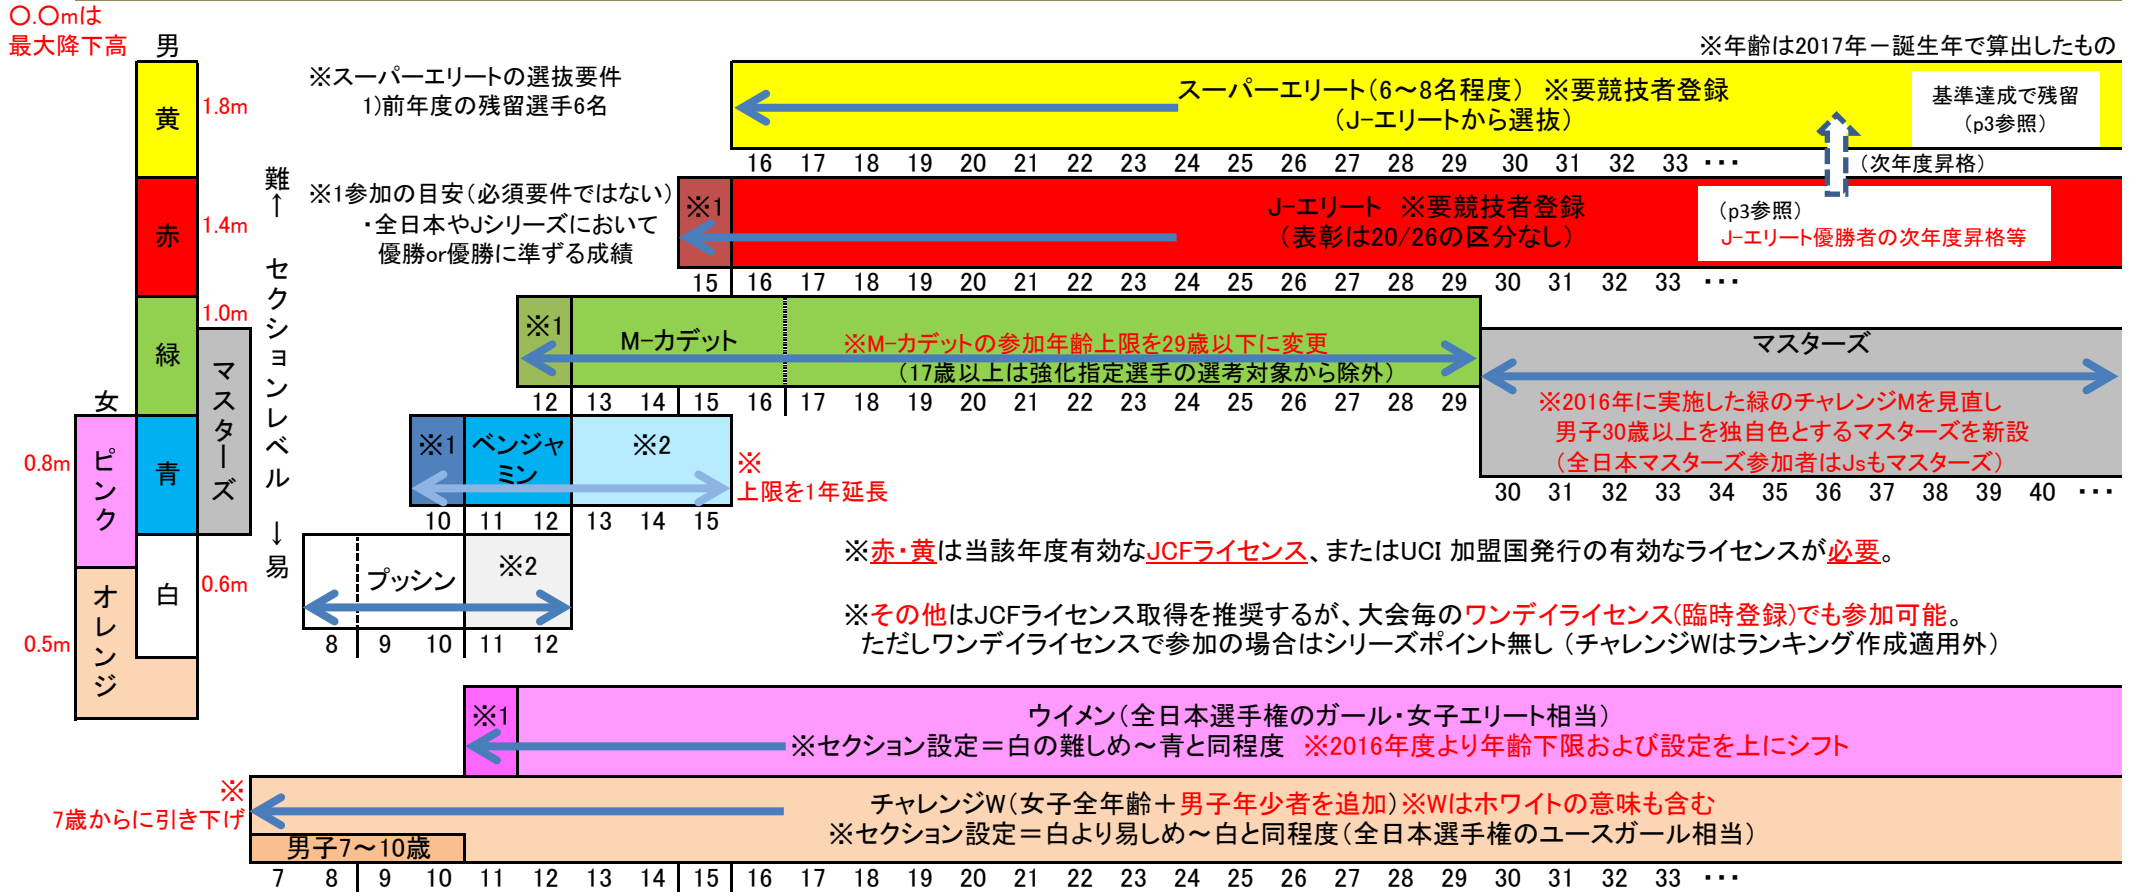 〇.〇mは
最大降下高
男
※年齢は2017年－誕生年で算出したもの
黄
1.8m
※スーパーエリートの選抜要件
1)前年度の残留選手6名
スーパーエリート(6～8名程度) ※要競技者登録
(J-エリートから選抜)
基準達成で残留
(p3参照)
16 17 18 19 20 21 22 23 24 25 26 27 28 29 30 31 32 33 ･･･
(次年度昇格)
赤
1.4m
難
↑
セクションレベル
↓
易
※1参加の目安(必須要件ではない)
・全日本やJシリーズにおいて
優勝or優勝に準ずる成績
※1
J-エリート ※要競技者登録
(表彰は20/26の区分なし)
(p3参照)
J-エリート優勝者の次年度昇格等
15 16 17 18 19 20 21 22 23 24 25 26 27 28 29 30 31 32 33 ･･･
緑
1.0m
マスターズ
※1
M-カデット
※M-カデットの参加年齢上限を29歳以下に変更
(17歳以上は強化指定選手の選考対象から除外)
12 13 14 15 16 17 18 19 20 21 22 23 24 25 26 27 28 29
マスターズ
※2016年に実施した緑のチャレンジMを見直し
男子30歳以上を独自色とするマスターズを新設
(全日本マスターズ参加者はJsもマスターズ)
30 31 32 33 34 35 36 37 38 39 40 ･･･
女
0.8m
ピンク
青
※1
ベンジャ
ミン
※2
※
上限を1年延長
10 11 12 13 14 15
※赤・黄は当該年度有効なJCFライセンス、またはUCI 加盟国発行の有効なライセンスが必要。
オレンジ
白
0.6m
0.5m
プッシン
※2
8 9 10 11 12
※その他はJCFライセンス取得を推奨するが、大会毎のワンデイライセンス(臨時登録)でも参加可能。
ただしワンデイライセンスで参加の場合はシリーズポイント無し (チャレンジWはランキング作成適用外)
※1
ウイメン(全日本選手権のガール・女子エリート相当)
※セクション設定＝白の難しめ～青と同程度 ※2016年度より年齢下限および設定を上にシフト
※
7歳からに引き下げ
チャレンジW(女子全年齢＋男子年少者を追加)※Wはホワイトの意味も含む
※セクション設定＝白より易しめ～白と同程度(全日本選手権のユースガール相当)
男子7～10歳
7 8 9 10 11 12 13 14 15 16 17 18 19 20 21 22 23 24 25 26 27 28 29 30 31 32 33 ･･･